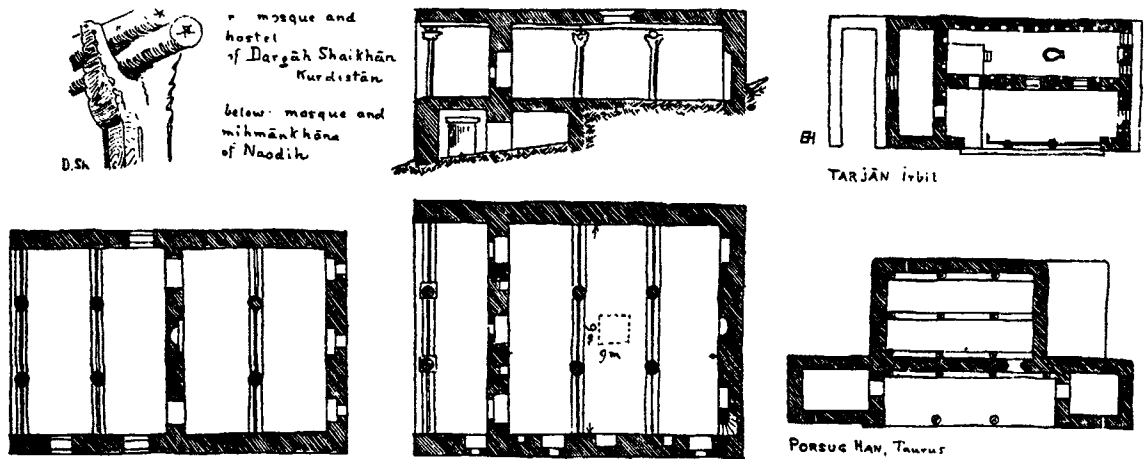 r mosque and
hostel
of Dargāh Shaikhān
Kurdistān
below: mosque and
mihmānkhāna
of Naodih
D.Sh
EH
TARJĀN Irbil
9m
9m
PORSUG HAN, Taurus